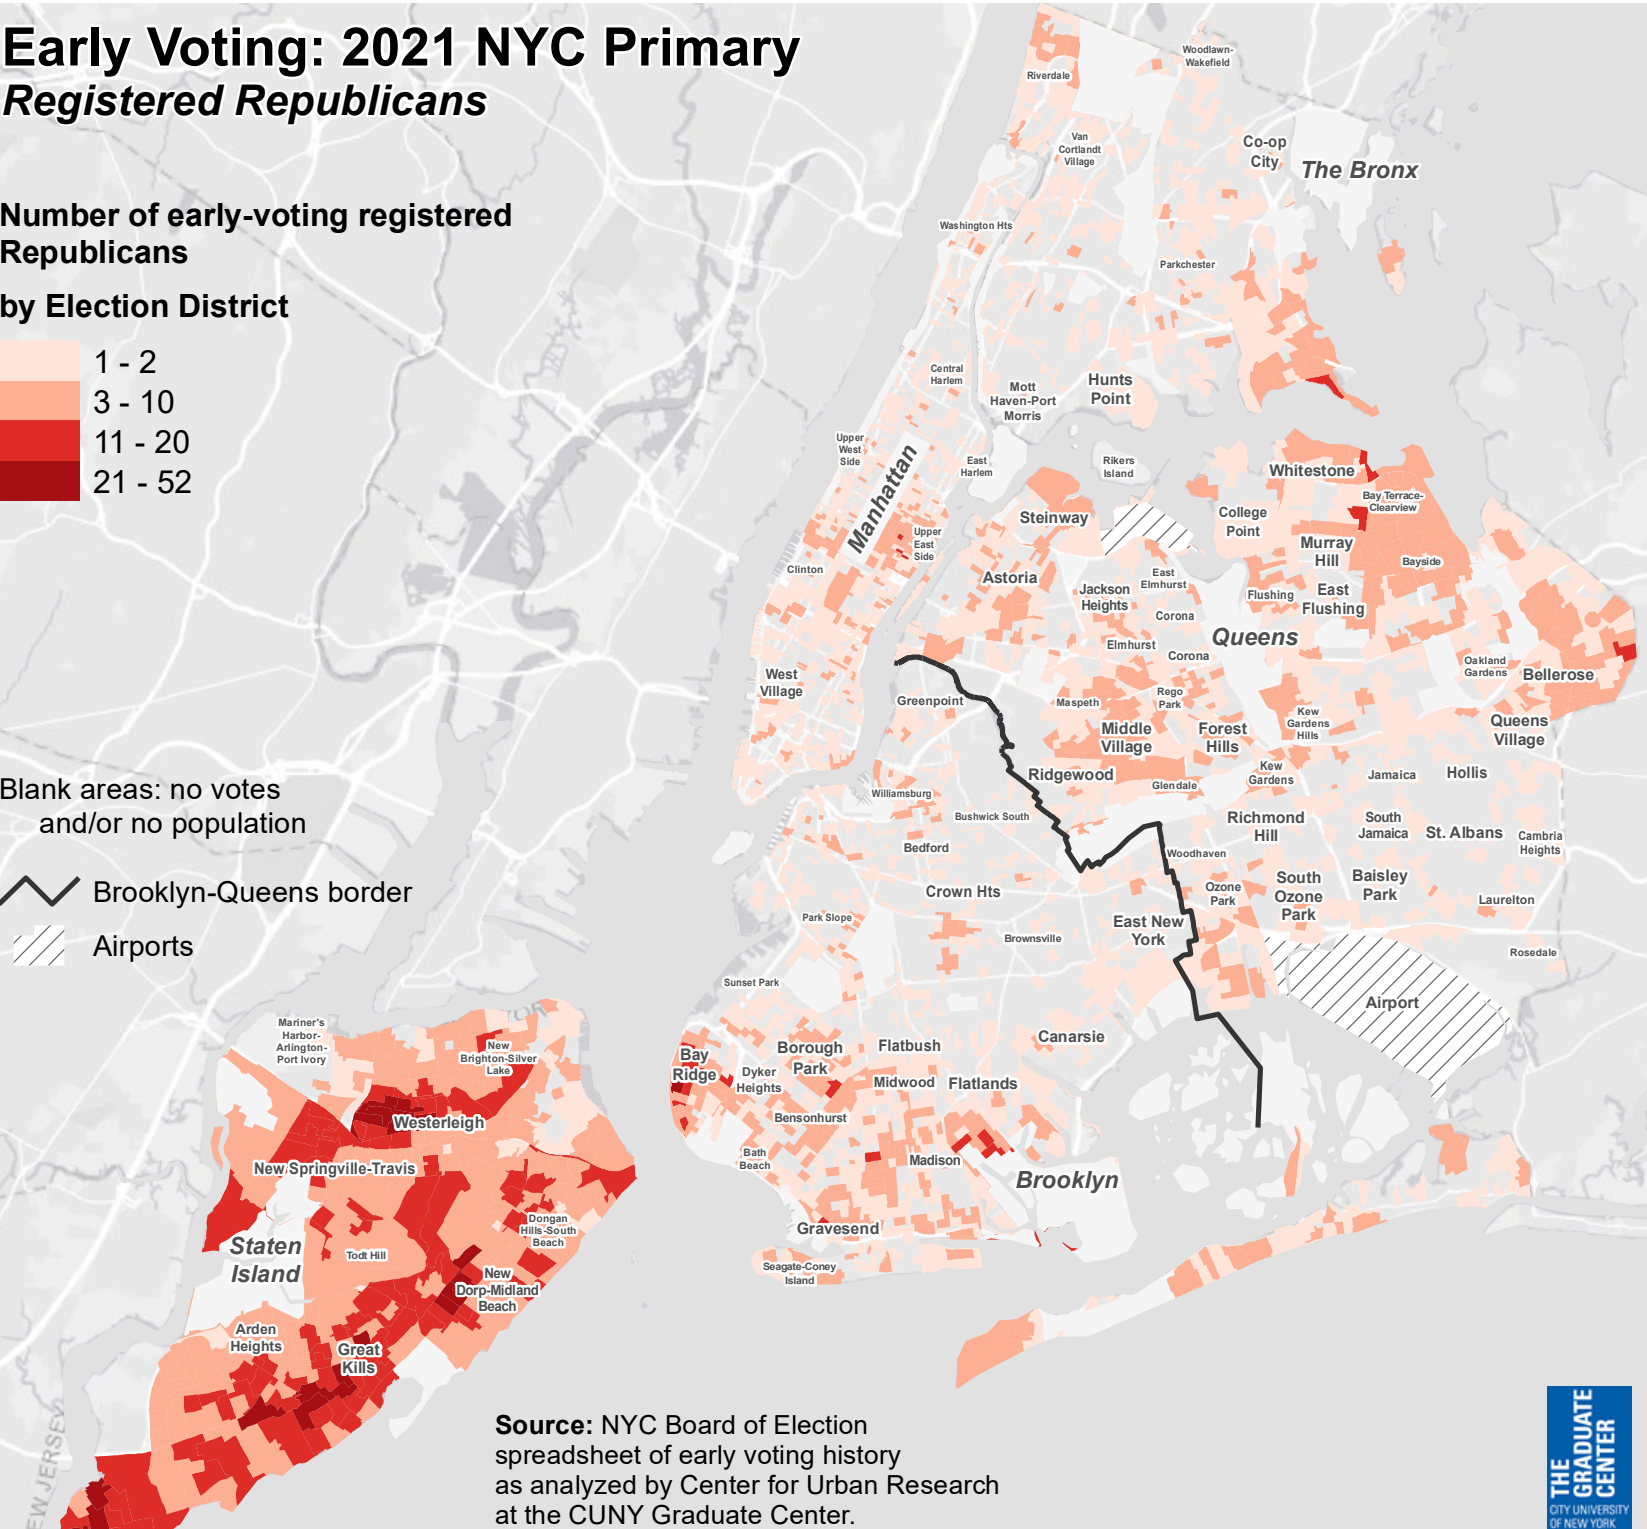 Early Voting: 2021 NYC Primary
Registered Republicans
Number of early-voting registered
Republicans
by Election District
1 - 2
3 - 10
11 - 20
21 - 52
Blank areas: no votes
and/or no population
Brooklyn-Queens border
Airports
Woodlawn-
Wakefield
Riverdale
Van
Cortlandt
Village
Co-op
City
The Bronx
Washington Hts
Parkchester
Central
Harlem
Mott
Haven-Port
Morris
Hunts
Point
Upper
West
Side
Manhattan
East
Harlem
Rikers
Island
Whitestone
Bay Terrace-
Clearview
Steinway
College
Point
Upper
East
Side
Murray
Hill
Bayside
Clinton
Astoria
East
Elmhurst
Jackson
Heights
Flushing
East
Flushing
Corona
Queens
Elmhurst
Corona
Oakland
Gardens
Bellerose
West
Village
Greenpoint
Maspeth
Rego
Park
Kew
Gardens
Hills
Queens
Village
Middle
Village
Forest
Hills
Ridgewood
Kew
Gardens
Jamaica
Hollis
Glendale
Williamsburg
Bushwick South
Richmond
Hill
South
Jamaica
St. Albans
Cambria
Heights
Bedford
Woodhaven
Crown Hts
Ozone
Park
South
Ozone
Park
Baisley
Park
Laurelton
Park Slope
East New
York
Brownsville
Rosedale
Sunset Park
Airport
Mariner's
Harbor-
Arlington-
Port Ivory
New
Brighton-Silver
Lake
Bay
Ridge
Borough
Park
Flatbush
Canarsie
Dyker
Heights
Midwood
Flatlands
Westerleigh
Bensonhurst
New Springville-Travis
Bath
Beach
Madison
Brooklyn
Dongan
Hills-South
Beach
Gravesend
Staten
Island
Todt Hill
Seagate-Coney
Island
New
Dorp-Midland
Beach
Arden
Heights
Great
Kills
Source: NYC Board of Election
spreadsheet of early voting history
as analyzed by Center for Urban Research
at the CUNY Graduate Center.
THE
GRADUATE
CENTER
CITY UNIVERSITY
OF NEW YORK